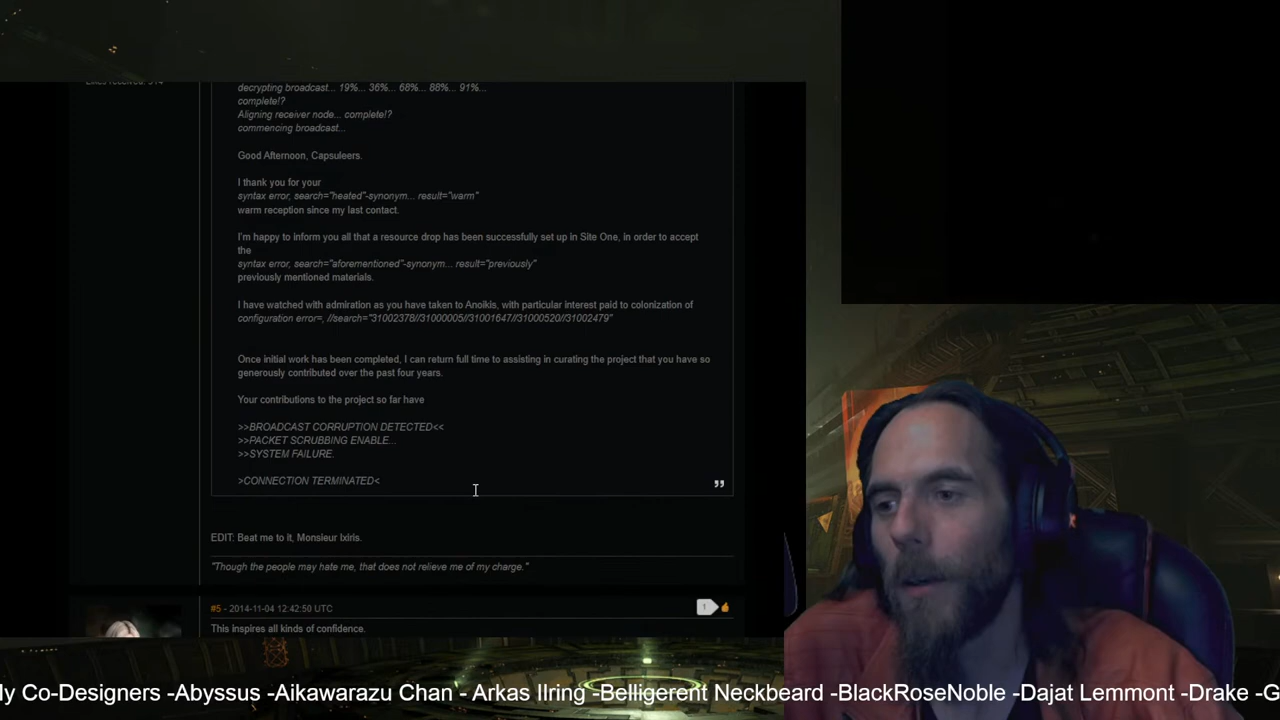 decrypting broadcast... 19%... 36%... 68%... 88%... 91%...
complete!?
Aligning receiver node... complete!?
commencing broadcast...
Good Afternoon, Capsuleers.
I thank you for your
syntax error, search="heated"-synonym... result="warm"
warm reception since my last contact.
I'm happy to inform you all that a resource drop has been successfully set up in Site One, in order to accept
the
syntax error, search="aforementioned"-synonym... result="previously"
previously mentioned materials.
I have watched with admiration as you have taken to Anoikis, with particular interest paid to colonization of
configuration error=, //search="31002378//31000005//31001647//31000520//31002479"
Once initial work has been completed, I can return full time to assisting in curating the project that you have so
generously contributed over the past four years.
Your contributions to the project so far have
>>BROADCAST CORRUPTION DETECTED<<
>>PACKET SCRUBBING ENABLE...
>>SYSTEM FAILURE.
>CONNECTION TERMINATED<
"
EDIT: Beat me to it, Monsieur Ixiris.
"Though the people may hate me, that does not relieve me of my charge."
#5 - 2014-11-04 12:42:50 UTC
1
This inspires all kinds of confidence.
ly Co-Designers -Abyssus -Aikawarazu Chan - Arkas Ilring -Belligerent Neckbeard -BlackRoseNoble -Dajat Lemmont -Drake -G